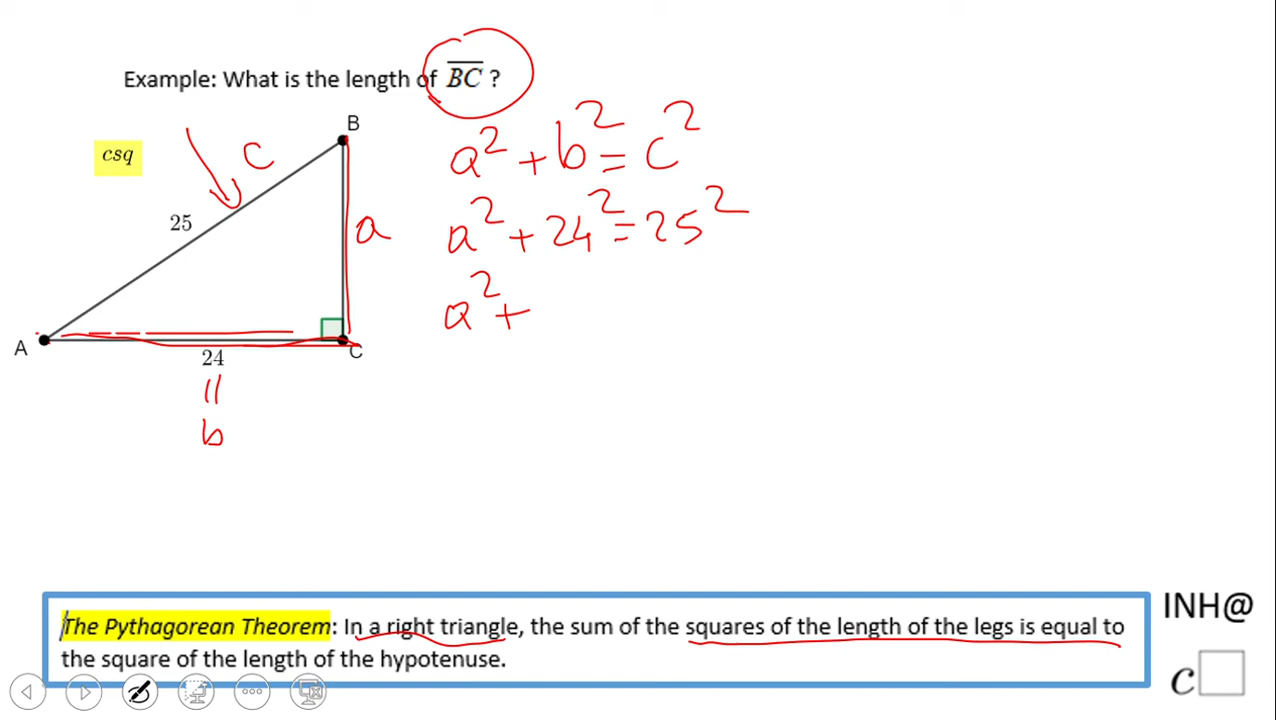 Example: What is the length of BC ?
B
csq
c
a² + b² = c²
25
a
a² + 24² = 25²
a² +
A
C
24
||
b
The Pythagorean Theorem: In a right triangle, the sum of the squares of the length of the legs is equal to
the square of the length of the hypotenuse.
INH@
c